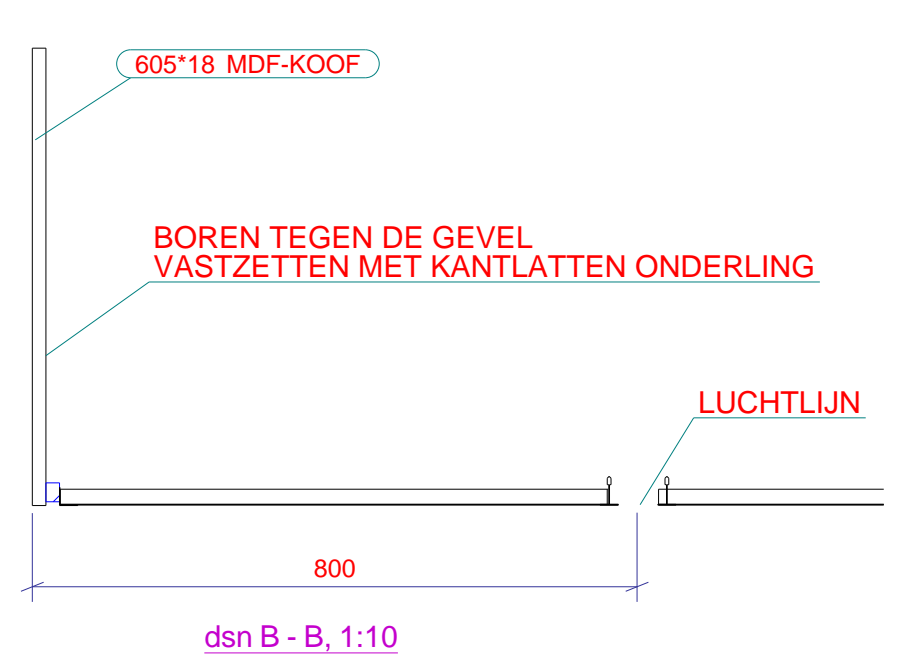 605*18 MDF-KOOF
BOREN TEGEN DE GEVEL
VASTZETTEN MET KANTLATTEN ONDERLING
LUCHTLIJN
800
dsn B - B, 1:10